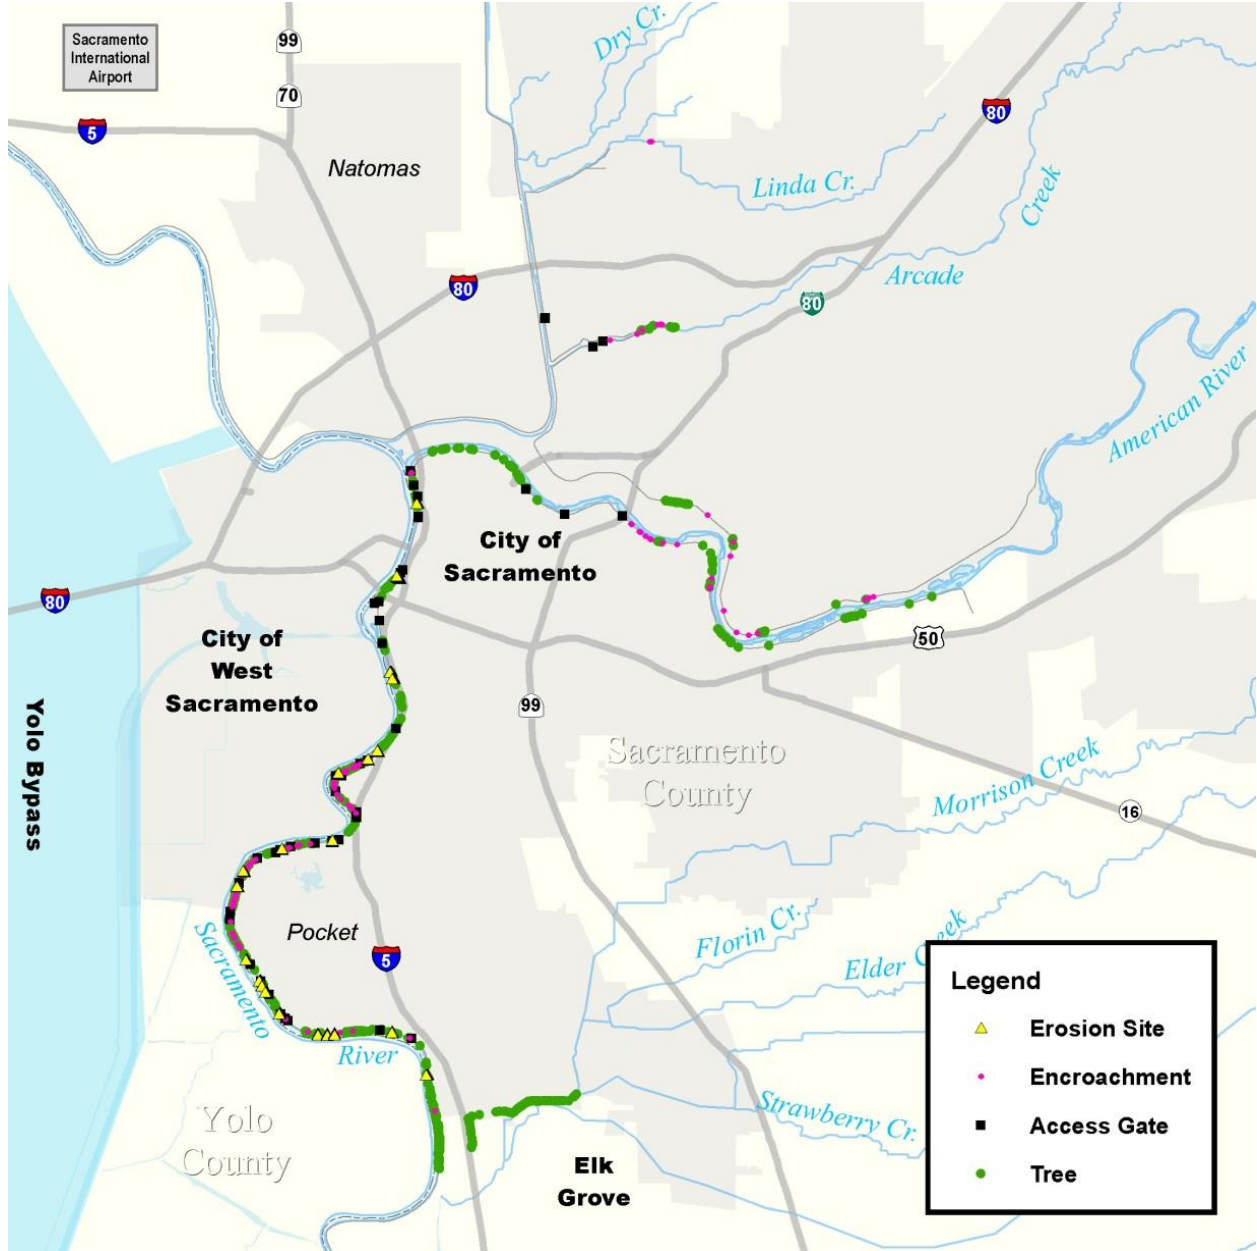 Sacramento
International
Airport
99
70
5
Natomas
Dry Cr.
80
Linda Cr.
Creek
Arcade
80
80
American River
City of
Sacramento
80
City of
West
Sacramento
50
99
Yolo Bypass
Sacramento
County
Morrison Creek
16
Pocket
5
Florin Cr.
Elder Creek
Sacramento
River
Strawberry Cr.
Yolo
County
Elk
Grove
Legend
Erosion Site
Encroachment
Access Gate
Tree